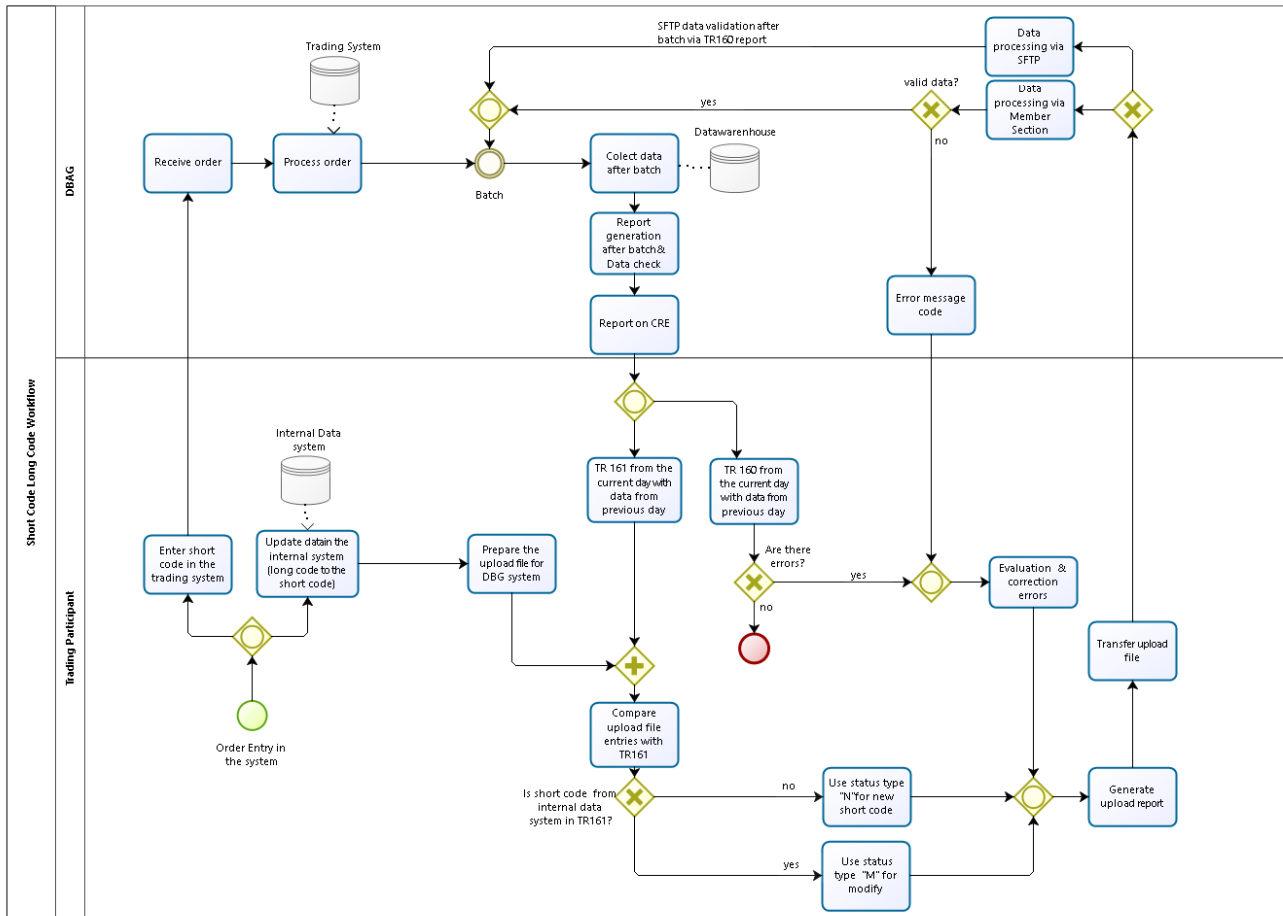 Short Code Long Code Workflow
DBAG
Trading System
SFTP data validation after
batch via TR160 report
Data
processing via
SFTP
valid data?
Data
processing via
Member
Section
yes
no
Receive order
Process order
Batch
Colect data
after batch
Datawarehouse
Report
generation
after batch&
Data check
Error message
code
Report on CRE
Trading Participant
Internal Data
system
TR 161 from the
current day with
data from
previous day
TR 160 from
the current day
with data from
previous day
Enter short
code in the
trading system
Update datain the
internal system
(long code to the
short code)
Prepare the
upload file for
DBG system
Are there
errors?
yes
no
Evaluation &
correction
errors
Transfer upload
file
Order Entry in
the system
Compare
upload file
entries with
TR161
Is short code from
internal data
system in TR161?
no
Use status type
"N"for new
short code
Generate
upload report
yes
Use status
type "M" for
modify